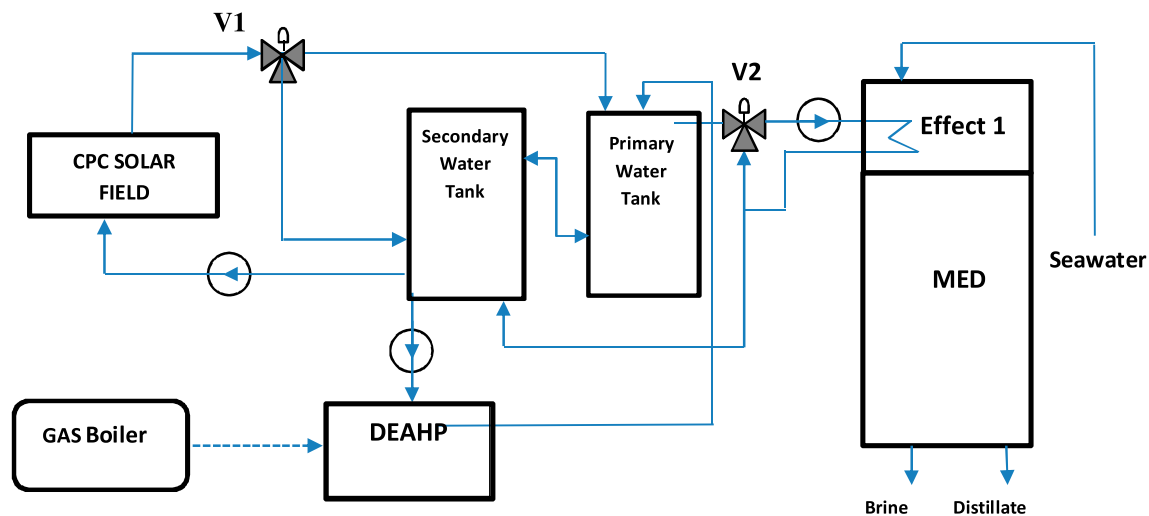 V1
V2
CPC SOLAR
FIELD
Secondary
Water
Tank
Primary
Water
Tank
Effect 1
Seawater
MED
GAS Boiler
DEAHP
Brine
Distillate